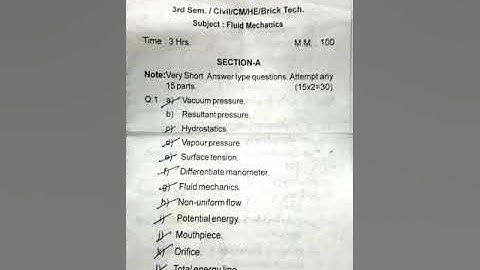 3rd Sem. / Civil/CM/HE/Brick Tech.
Subject : Fluid Mechanics
Time : 3 Hrs. M.M. : 100
SECTION-A
Note: Very Short Answer type questions. Attempt any
15 parts. (15x2=30)
Q.1 a) Vacuum pressure.
b) Resultant pressure.
c) Hydrostatics.
d) Vapour pressure.
e) Surface tension.
f) Differentiate manometer.
g) Fluid mechanics.
h) Non-uniform flow.
i) Potential energy.
j) Mouthpiece.
k) Orifice.
l) Total energy line.